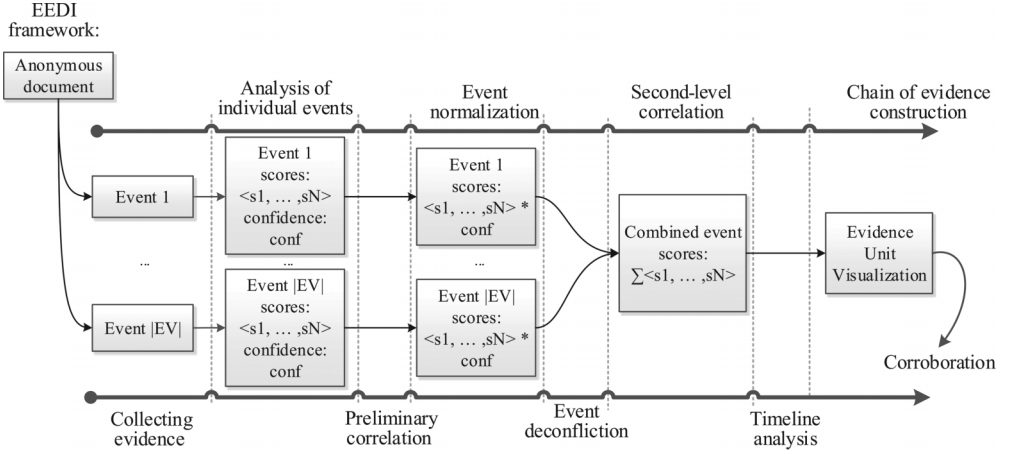 EEDI
framework:
Anonymous
document
Analysis of
individual events
Event
normalization
Second-level
correlation
Chain of evidence
construction
Event 1
Event 1
scores:
<s1, ... ,sN>
confidence:
conf
Event 1
scores:
<s1, ... ,sN> *
conf
...
...
...
Combined event
scores:
∑<s1, ... ,sN>
Evidence
Unit
Visualization
Event |EV|
Event |EV|
scores:
<s1, ... ,sN>
confidence:
conf
Event |EV|
scores:
<s1, ... ,sN> *
conf
Corroboration
Collecting
evidence
Preliminary
correlation
Event
deconfliction
Timeline
analysis